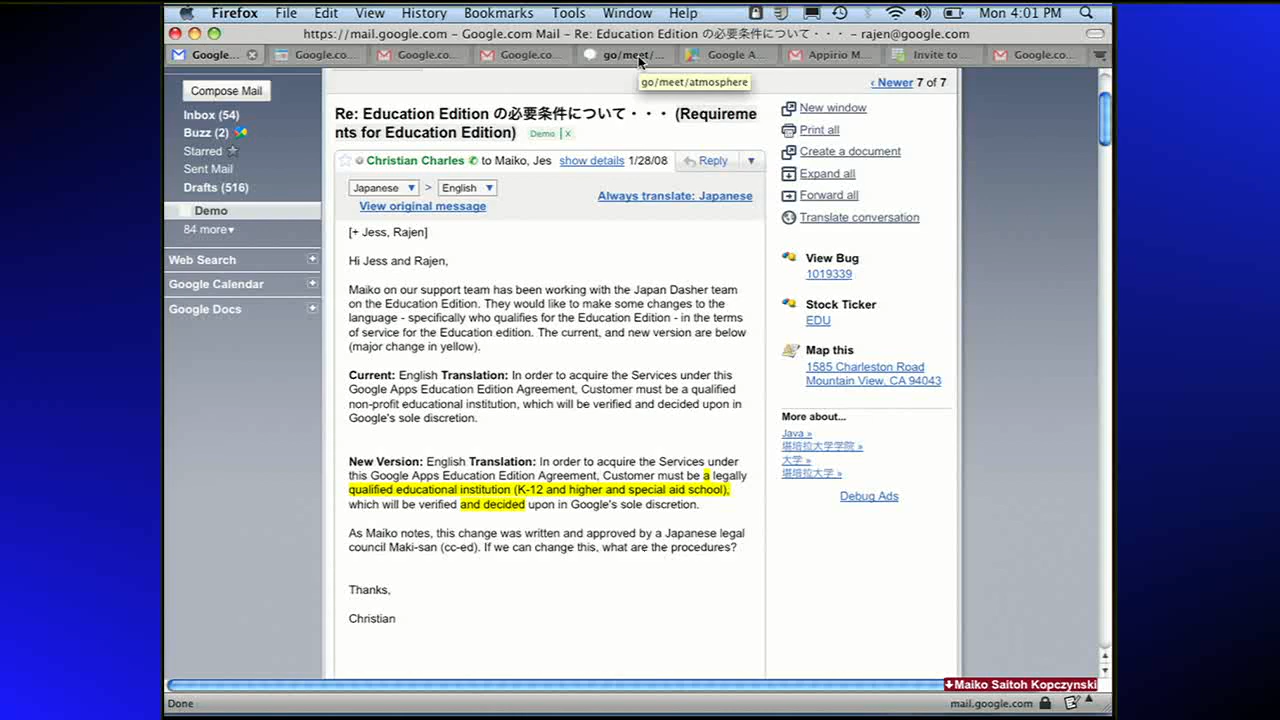 Firefox File Edit View History Bookmarks Tools Window Help Mon 4:01 PM
https://mail.google.com – Google.com Mail – Re: Education Edition の必要条件について・・・ – rajen@google.com
Google... Google.co... Google.co... Google.co... go/meet/... Google A... Appirio M... Invite to Google.co...
go/meet/atmosphere
Compose Mail
Inbox (54)
Buzz (2)
Starred
Sent Mail
Drafts (516)
Demo
84 more▾
Web Search
Google Calendar
Google Docs
‹ Newer 7 of 7
Re: Education Edition の必要条件について・・・ (Requireme
nts for Education Edition) Demo | X
Christian Charles to Maiko, Jes show details 1/28/08 Reply
Japanese > English Always translate: Japanese
View original message
[+ Jess, Rajen]
Hi Jess and Rajen,
Maiko on our support team has been working with the Japan Dasher team
on the Education Edition. They would like to make some changes to the
language - specifically who qualifies for the Education Edition - in the terms
of service for the Education edition. The current, and new version are below
(major change in yellow).
Current: English Translation: In order to acquire the Services under this
Google Apps Education Edition Agreement, Customer must be a qualified
non-profit educational institution, which will be verified and decided upon in
Google's sole discretion.
New Version: English Translation: In order to acquire the Services under
this Google Apps Education Edition Agreement, Customer must be a legally
qualified educational institution (K-12 and higher and special aid school),
which will be verified and decided upon in Google's sole discretion.
As Maiko notes, this change was written and approved by a Japanese legal
council Maki-san (cc-ed). If we can change this, what are the procedures?
Thanks,
Christian
New window
Print all
Create a document
Expand all
Forward all
Translate conversation
View Bug
1019339
Stock Ticker
EDU
Map this
1585 Charleston Road
Mountain View, CA 94043
More about...
Java »
堪培拉大学学院 »
大学 »
堪培拉大学 »
Debug Ads
Maiko Saitoh Kopczynski
Done mail.google.com